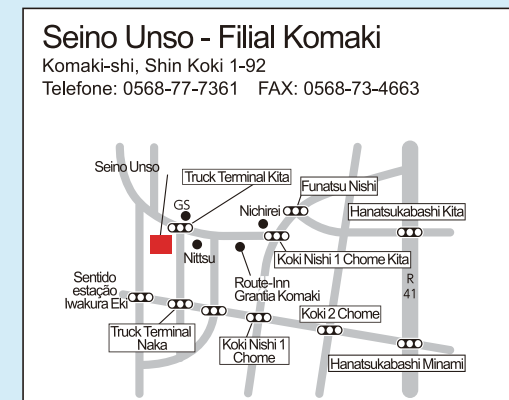 Seino Unso - Filial Komaki
Komaki-shi, Shin Koki 1-92
Telefone: 0568-77-7361 FAX: 0568-73-4663
Seino Unso
Truck Terminal Kita
Funatsu Nishi
GS
Nichirei
Hanatsukabashi Kita
Nittsu
Koki Nishi 1 Chome Kita
Sentido
estação
Iwakura Eki
Route-Inn
Grantia Komaki
R
41
Koki 2 Chome
Truck Terminal
Naka
Koki Nishi 1
Chome
Hanatsukabashi Minami